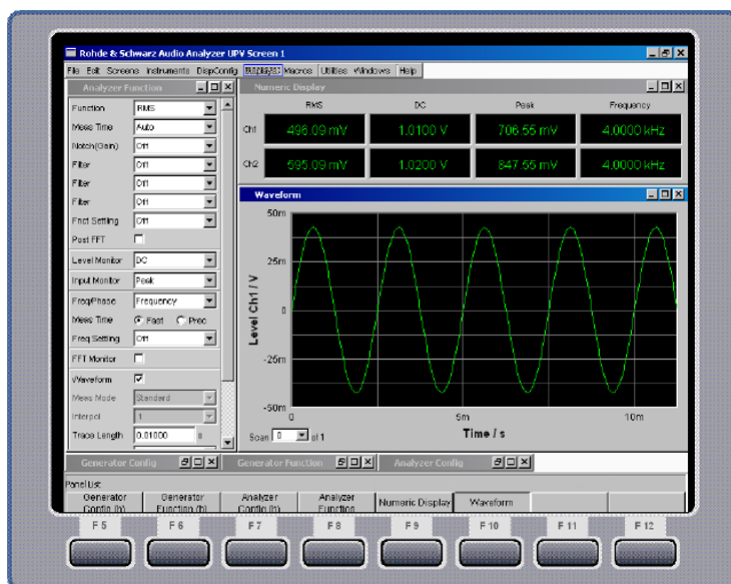 Rohde & Schwarz Audio Analyzer UPV Screen 1
File Edit Screens Instruments DispConfig Displays Macros Utilities Windows Help
Analyzer Function
Function RMS
Meas Time Auto
Notch(Gain) Off
Filter Off
Filter Off
Filter Off
Fnct Settling Off
Post FFT
Level Monitor DC
Input Monitor Peak
Freq/Phase Frequency
Meas Time Fast Prec
Freq Settling Off
FFT Monitor
Waveform
Meas Mode Standard
Interpol 1
Trace Length 0.01000 s
Numeric Display
RMS DC Peak Frequency
Ch1 496.09 mV 1.0100 V 706.55 mV 4.0000 kHz
Ch2 595.09 mV 1.0200 V 847.55 mV 4.0000 kHz
Waveform
50m
25m
0
-25m
-50m
Level Ch1 / V
0 5m 10m
Time / s
Scan 0 of 1
Generator Config Generator Function Analyzer Config
Panel List:
Generator Config (h) Generator Function (h) Analyzer Config (h) Analyzer Function Numeric Display Waveform
F 5 F 6 F 7 F 8 F 9 F 10 F 11 F 12